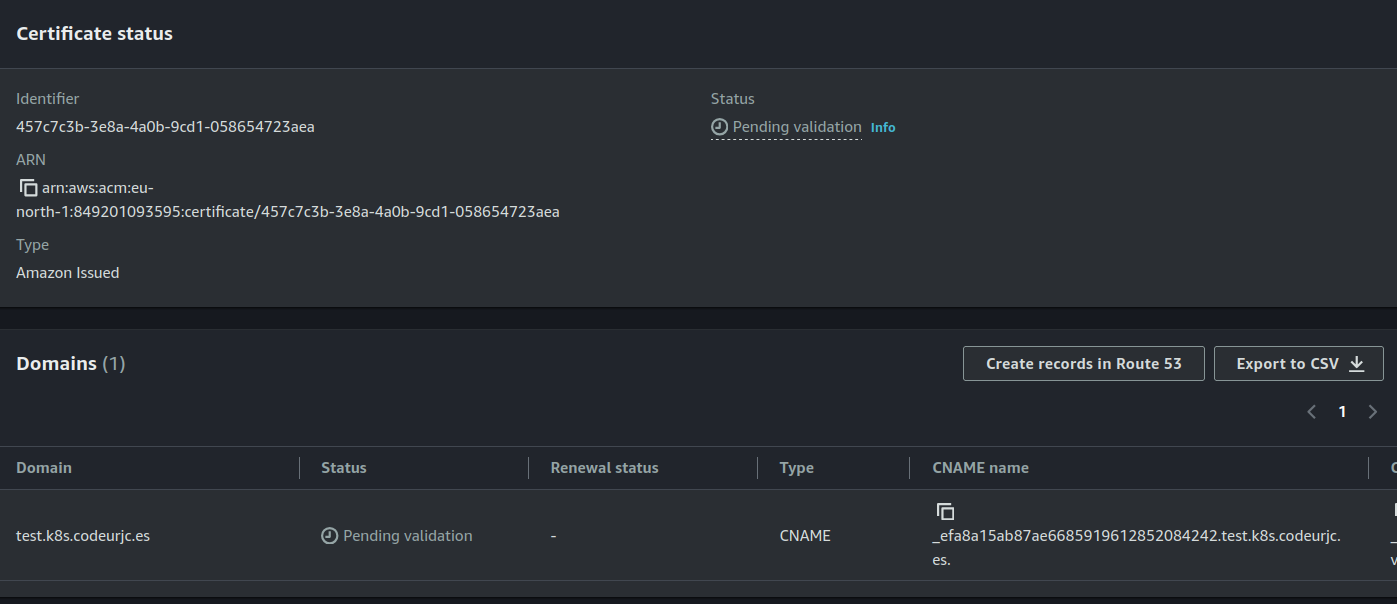 Certificate status
Identifier
457c7c3b-3e8a-4a0b-9cd1-058654723aea
Status
Pending validation Info
ARN
arn:aws:acm:eu-
north-1:849201093595:certificate/457c7c3b-3e8a-4a0b-9cd1-058654723aea
Type
Amazon Issued
Domains (1)
Create records in Route 53
Export to CSV
1
Domain Status Renewal status Type CNAME name
test.k8s.codeurjc.es Pending validation - CNAME
_efa8a15ab87ae6685919612852084242.test.k8s.codeurjc.
es.